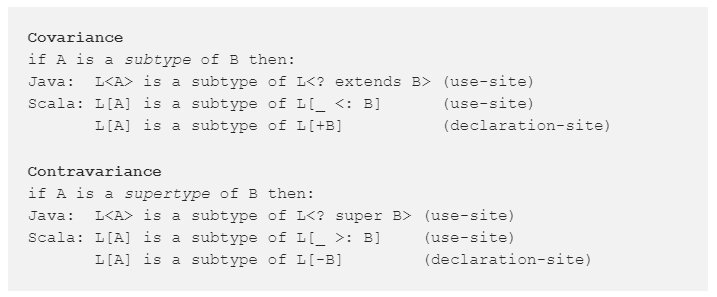 Covariance
if A is a subtype of B then:
Java:  L<A> is a subtype of L<? extends B> (use-site)
Scala: L[A] is a subtype of L[_ <: B]      (use-site)
       L[A] is a subtype of L[+B]          (declaration-site)
Contravariance
if A is a supertype of B then:
Java:  L<A> is a subtype of L<? super B> (use-site)
Scala: L[A] is a subtype of L[_ >: B]    (use-site)
       L[A] is a subtype of L[-B]        (declaration-site)